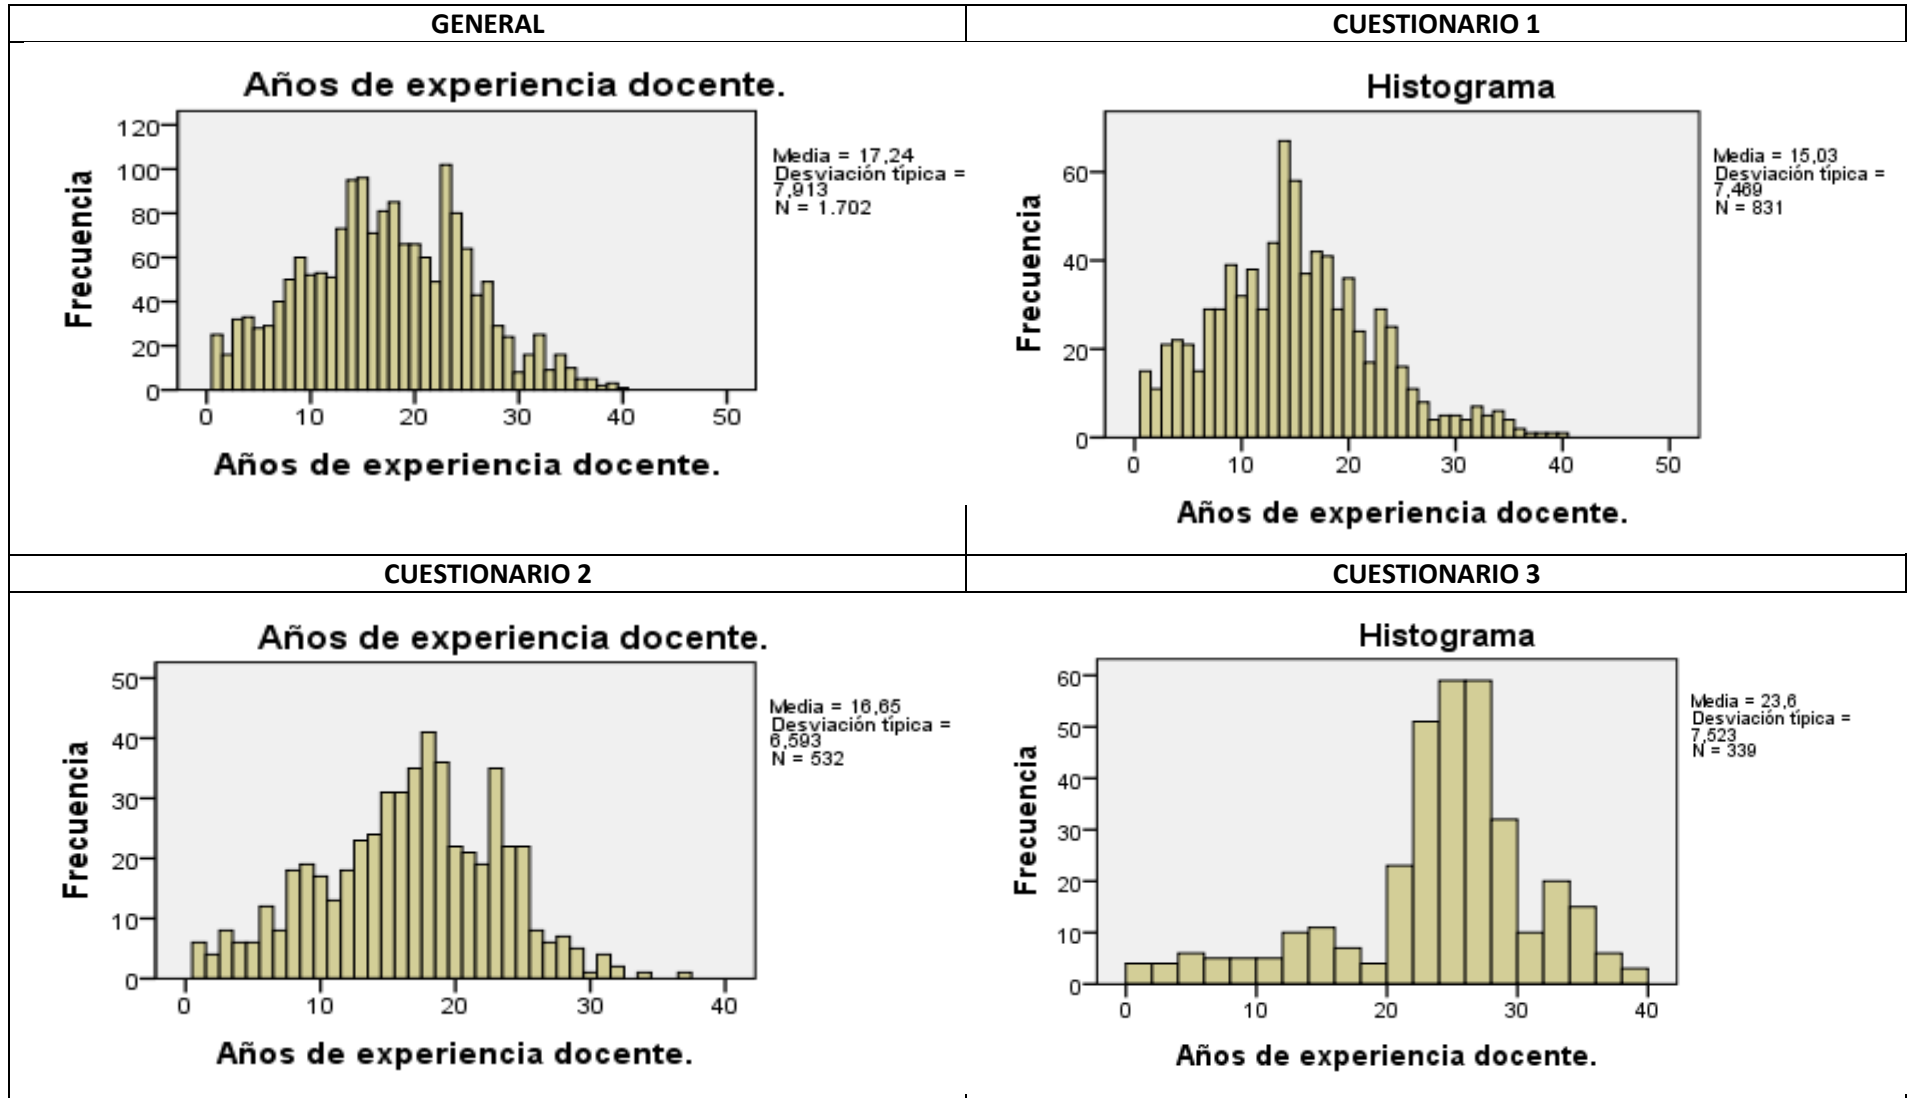 GENERAL
CUESTIONARIO 1
Años de experiencia docente.
Frecuencia
120
100
80
60
40
20
0
0 10 20 30 40 50
Años de experiencia docente.
Media = 17,24
Desviación típica =
7,913
N = 1.702
Histograma
Frecuencia
60
40
20
0
0 10 20 30 40 50
Años de experiencia docente.
Media = 15,03
Desviación típica =
7,469
N = 831
CUESTIONARIO 2
CUESTIONARIO 3
Años de experiencia docente.
Frecuencia
50
40
30
20
10
0
0 10 20 30 40
Años de experiencia docente.
Media = 16,65
Desviación típica =
6,593
N = 532
Histograma
Frecuencia
60
50
40
30
20
10
0
0 10 20 30 40
Años de experiencia docente.
Media = 23,6
Desviación típica =
7,523
N = 339